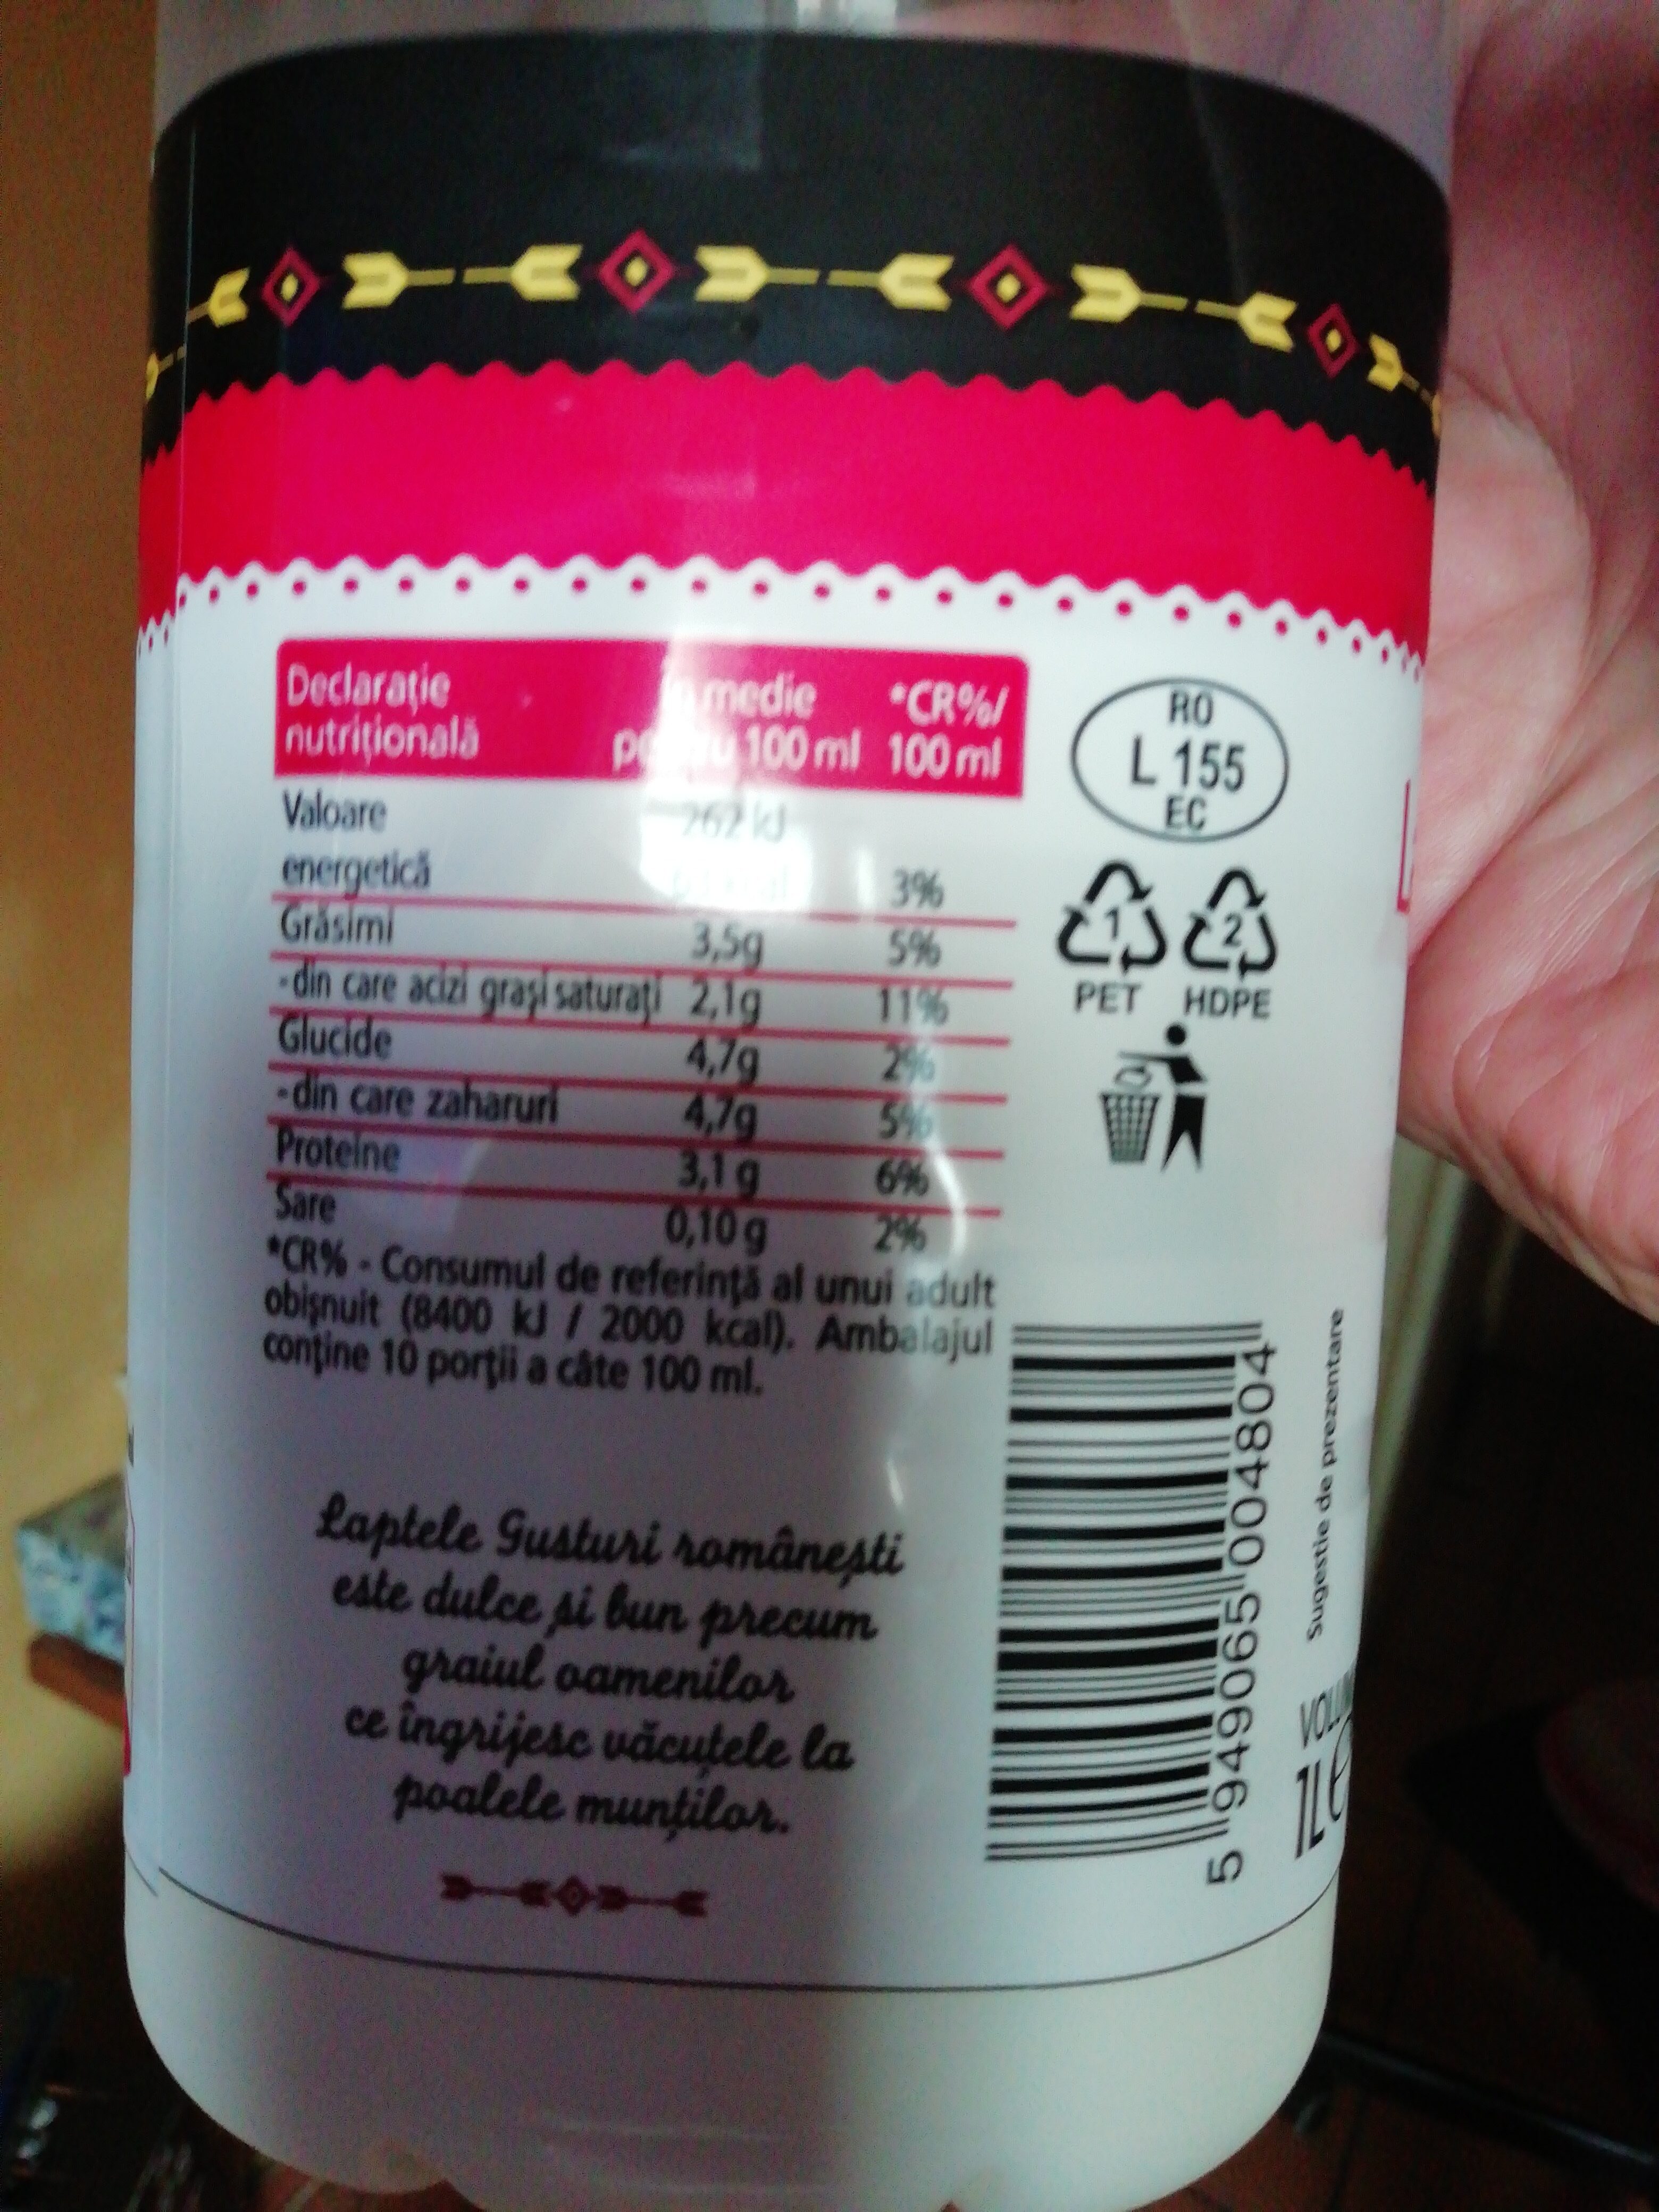 Declarație
nutrițională
medie
100 ml
*CR%/
100 ml
Valoare
energetică
262 kJ
3%
Grăsimi 3,5g 5%
-din care acizi grași saturați 2,1g 11%
Glucide 4,7g 2%
-din care zaharuri 4,7g 5%
Proteine 3,1 g 6%
Sare 0,10 g 2%
*CR% - Consumul de referință al unui adult
obișnuit (8400 kJ / 2000 kcal). Ambalajul
conține 10 porții a câte 100 ml.
RO
L 155
EC
1
PET
2
HDPE
Laptele Gusturi românești
este dulce și bun precum
graiul oamenilor
ce îngrijesc văcuțele la
poalele munților.
5 949065 004804
Sugestie de prezentare